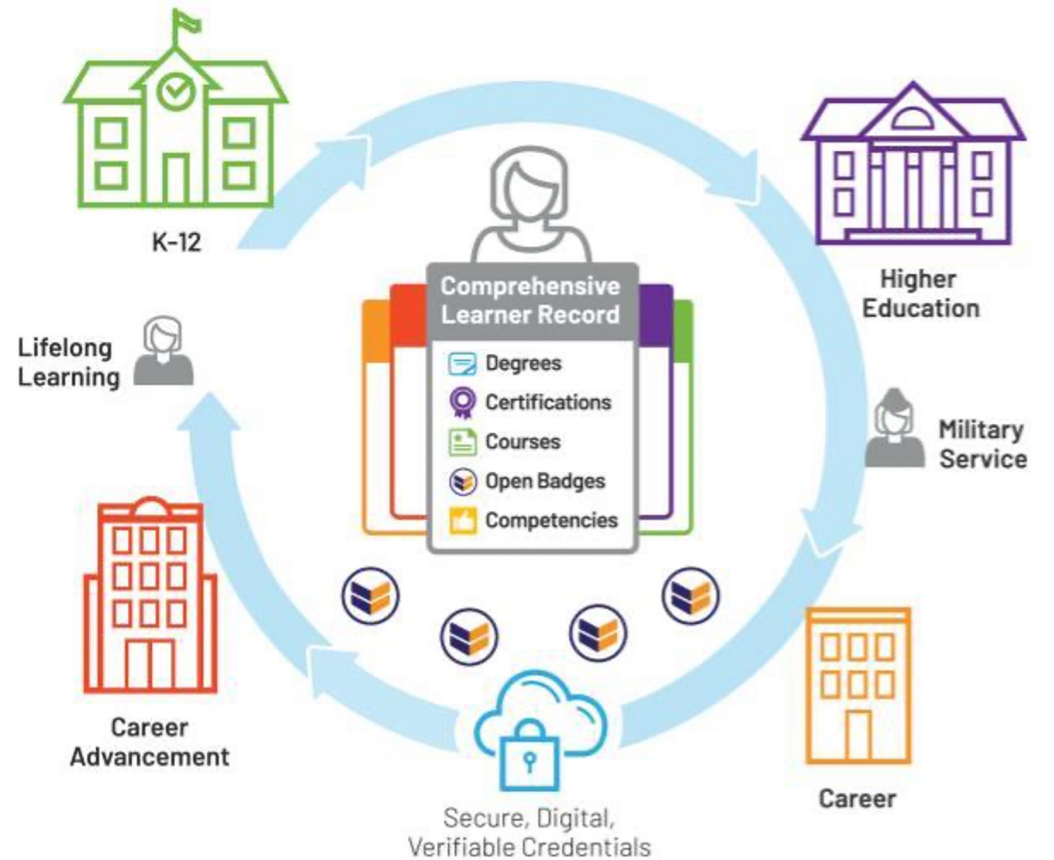 K-12
Higher
Education
Comprehensive
Learner Record
Degrees
Certifications
Courses
Open Badges
Competencies
Lifelong
Learning
Military
Service
Career
Advancement
Career
Secure, Digital,
Verifiable Credentials